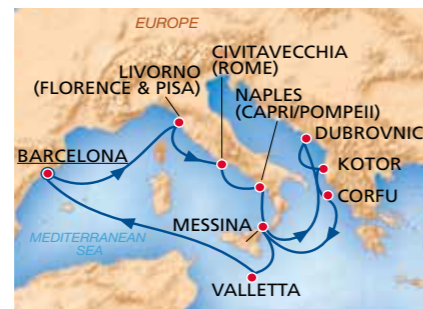 EUROPE
CIVITAVECCHIA
(ROME)
LIVORNO
(FLORENCE & PISA)
NAPLES
(CAPRI/POMPEII)
DUBROVNIC
BARCELONA
KOTOR
CORFU
MESSINA
MEDITERRANEAN
SEA
VALLETTA